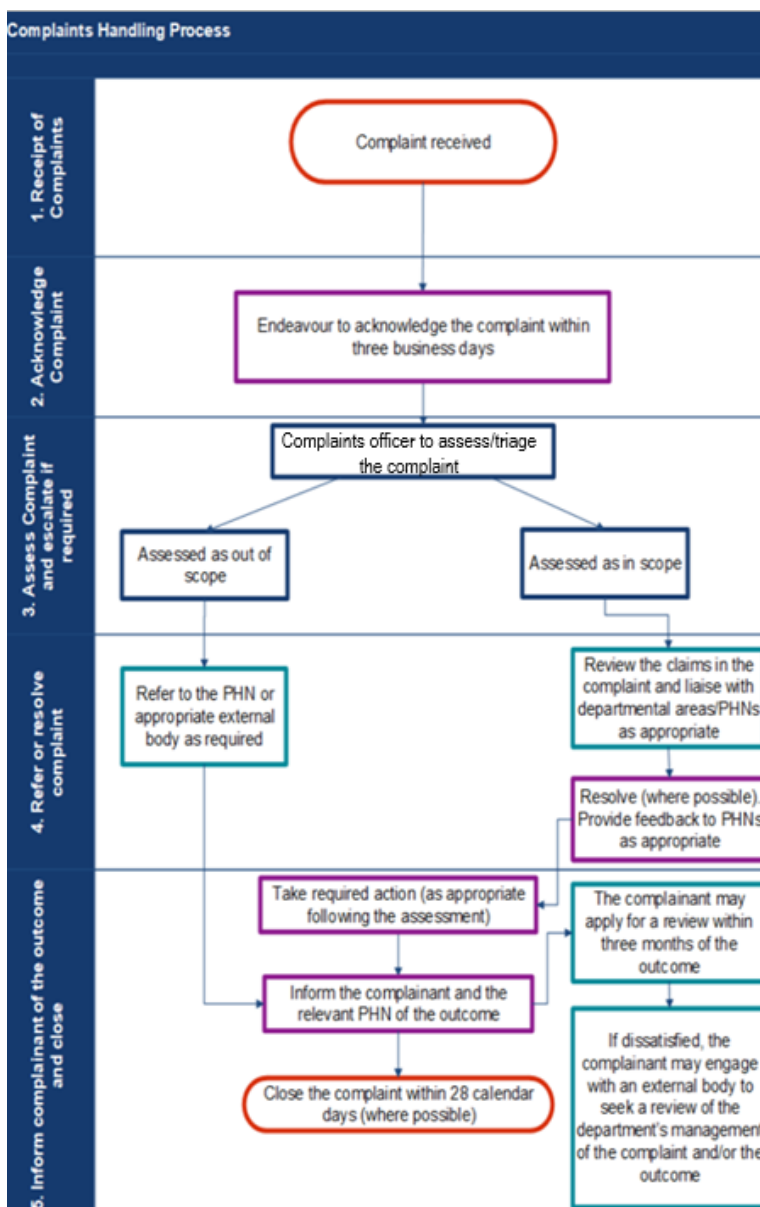 Complaints Handling Process
1. Receipt of
Complaints
Complaint received
2. Acknowledge
Complaint
Endeavour to acknowledge the complaint within
three business days
3. Assess Complaint
and escalate if
required
Complaints officer to assess/triage
the complaint
Assessed as out of
scope
Assessed as in scope
4. Refer or resolve
complaint
Refer to the PHN or
appropriate external
body as required
Review the claims in the
complaint and liaise with
departmental areas/PHNs
as appropriate
Resolve (where possible).
Provide feedback to PHNs
as appropriate
5. Inform complainant of the outcome
and close
Take required action (as appropriate
following the assessment)
Inform the complainant and the
relevant PHN of the outcome
Close the complaint within 28 calendar
days (where possible)
The complainant may
apply for a review within
three months of the
outcome
If dissatisfied, the
complainant may engage
with an external body to
seek a review of the
department's management
of the complaint and/or the
outcome